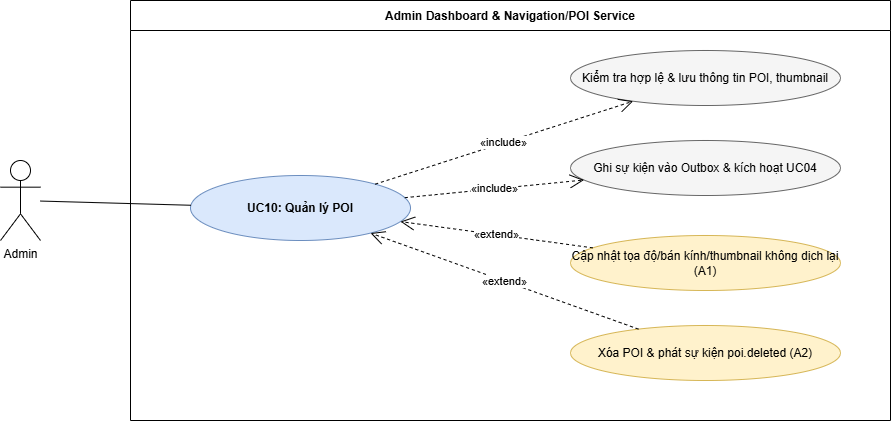 Admin Dashboard & Navigation/POI Service
Kiểm tra hợp lệ & lưu thông tin POI, thumbnail
«include»
Ghi sự kiện vào Outbox & kích hoạt UC04
«include»
UC10: Quản lý POI
«extend»
Cập nhật tọa độ/bán kính/thumbnail không dịch lại
(A1)
Admin
«extend»
Xóa POI & phát sự kiện poi.deleted (A2)